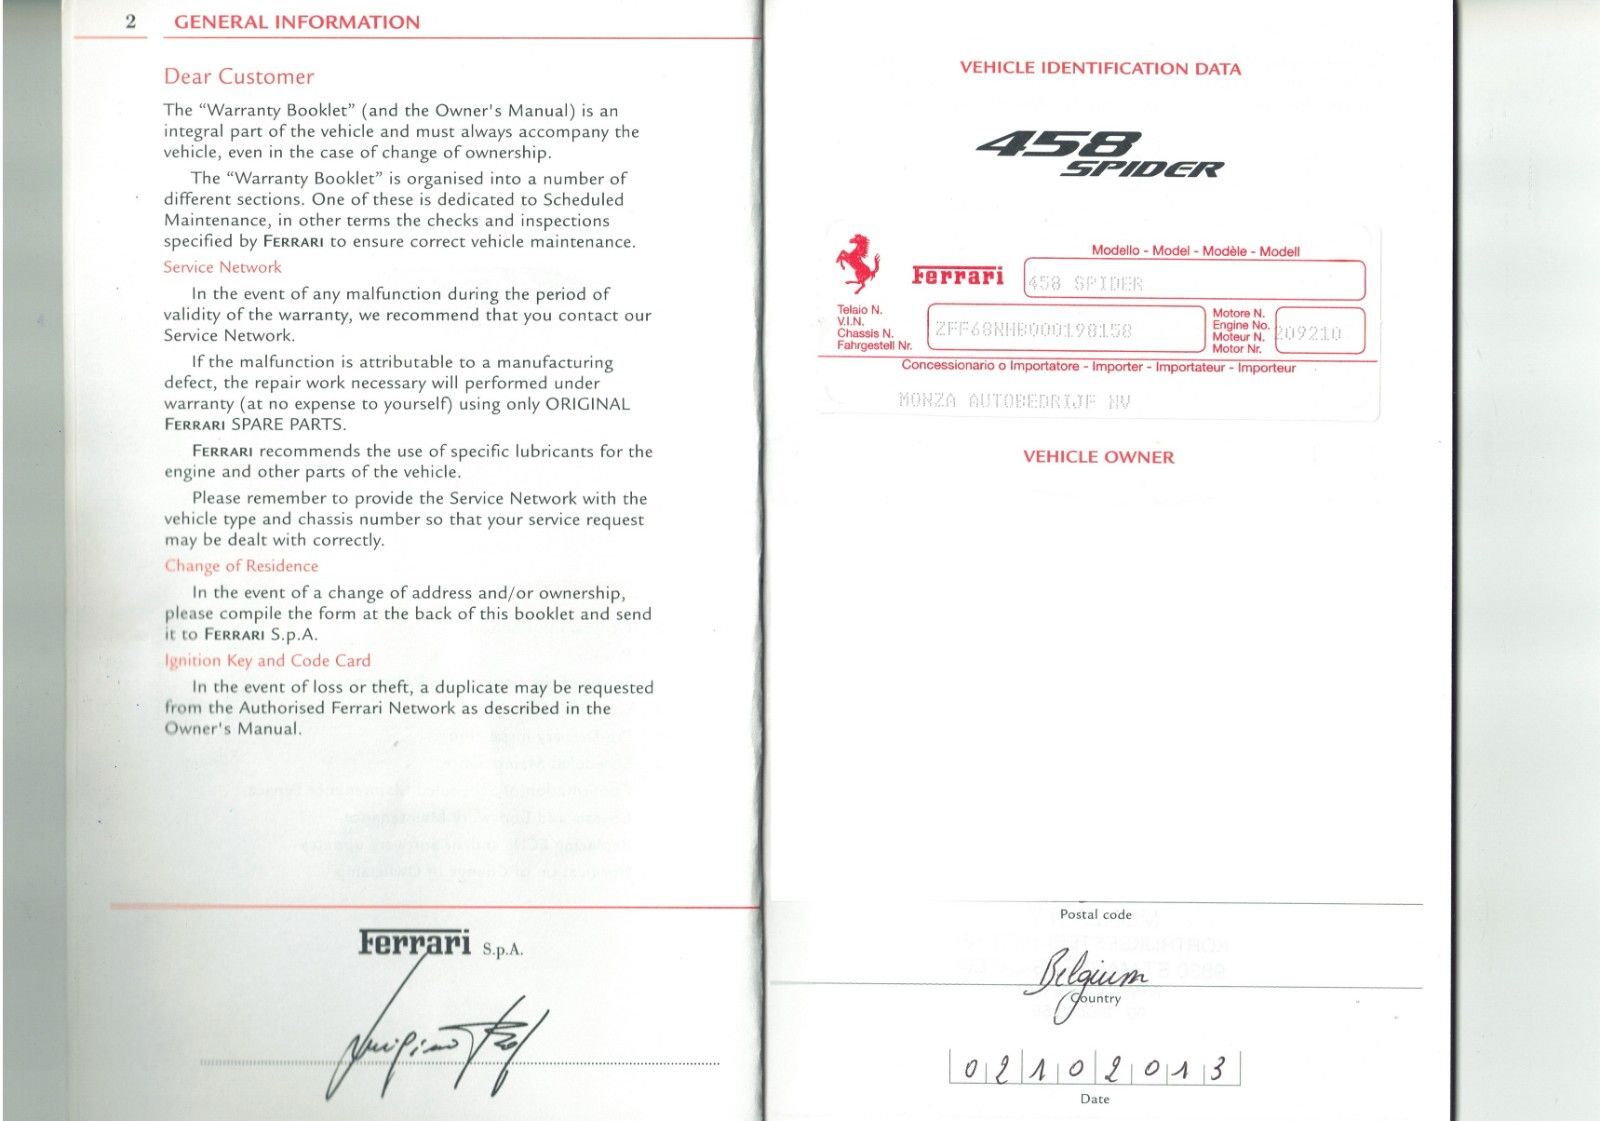 2 GENERAL INFORMATION
Dear Customer
The “Warranty Booklet” (and the Owner's Manual) is an
integral part of the vehicle and must always accompany the
vehicle, even in the case of change of ownership.
The “Warranty Booklet” is organised into a number of
different sections. One of these is dedicated to Scheduled
Maintenance, in other terms the checks and inspections
specified by FERRARI to ensure correct vehicle maintenance.
Service Network
In the event of any malfunction during the period of
validity of the warranty, we recommend that you contact our
Service Network.
If the malfunction is attributable to a manufacturing
defect, the repair work necessary will performed under
warranty (at no expense to yourself) using only ORIGINAL
FERRARI SPARE PARTS.
FERRARI recommends the use of specific lubricants for the
engine and other parts of the vehicle.
Please remember to provide the Service Network with the
vehicle type and chassis number so that your service request
may be dealt with correctly.
Change of Residence
In the event of a change of address and/or ownership,
please compile the form at the back of this booklet and send
it to FERRARI S.p.A.
Ignition Key and Code Card
In the event of loss or theft, a duplicate may be requested
from the Authorised Ferrari Network as described in the
Owner's Manual.
Ferrari S.p.A.
VEHICLE IDENTIFICATION DATA
458
SPIDER
Modello - Model - Modèle - Modell
Ferrari 458 SPIDER
Telaio N.
V.I.N.
Chassis N.
Fahrgestell Nr.
ZFF68NHB000198158
Motore N.
Engine No.
Moteur N.
Motor Nr.
209210
Concessionario o Importatore - Importer - Importateur - Importeur
MONZA AUTOBEDRIJF NV
VEHICLE OWNER
Postal code
Belgium
Country
02102013
Date